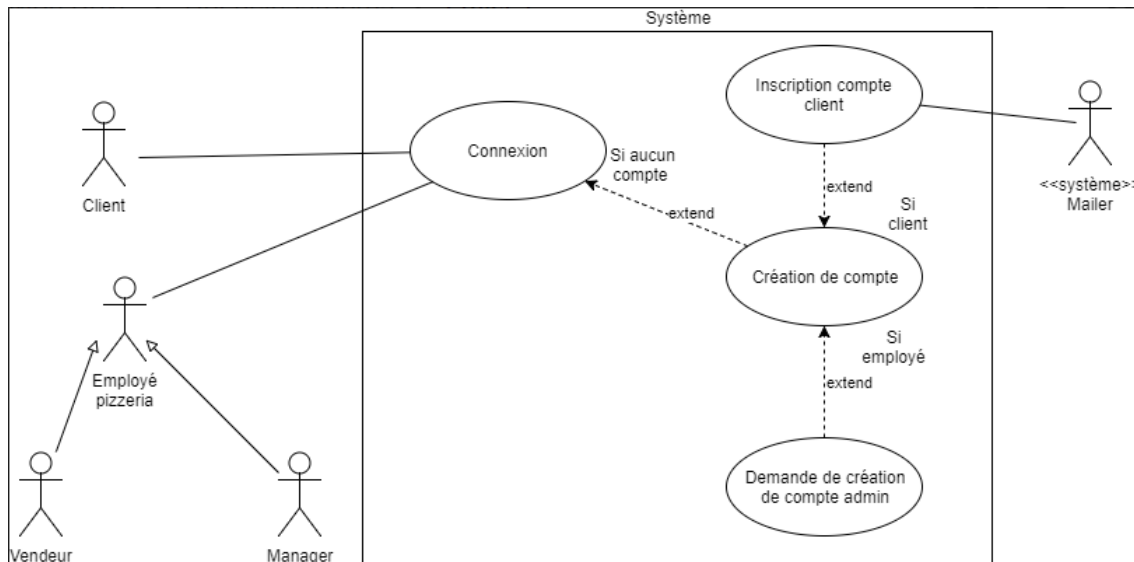 Système
Inscription compte
client
Connexion
Si aucun
compte
Client
extend
Si
client
<<système>>
Mailer
extend
Création de compte
Si
employé
Employé
pizzeria
extend
Demande de création
de compte admin
Vendeur
Manager